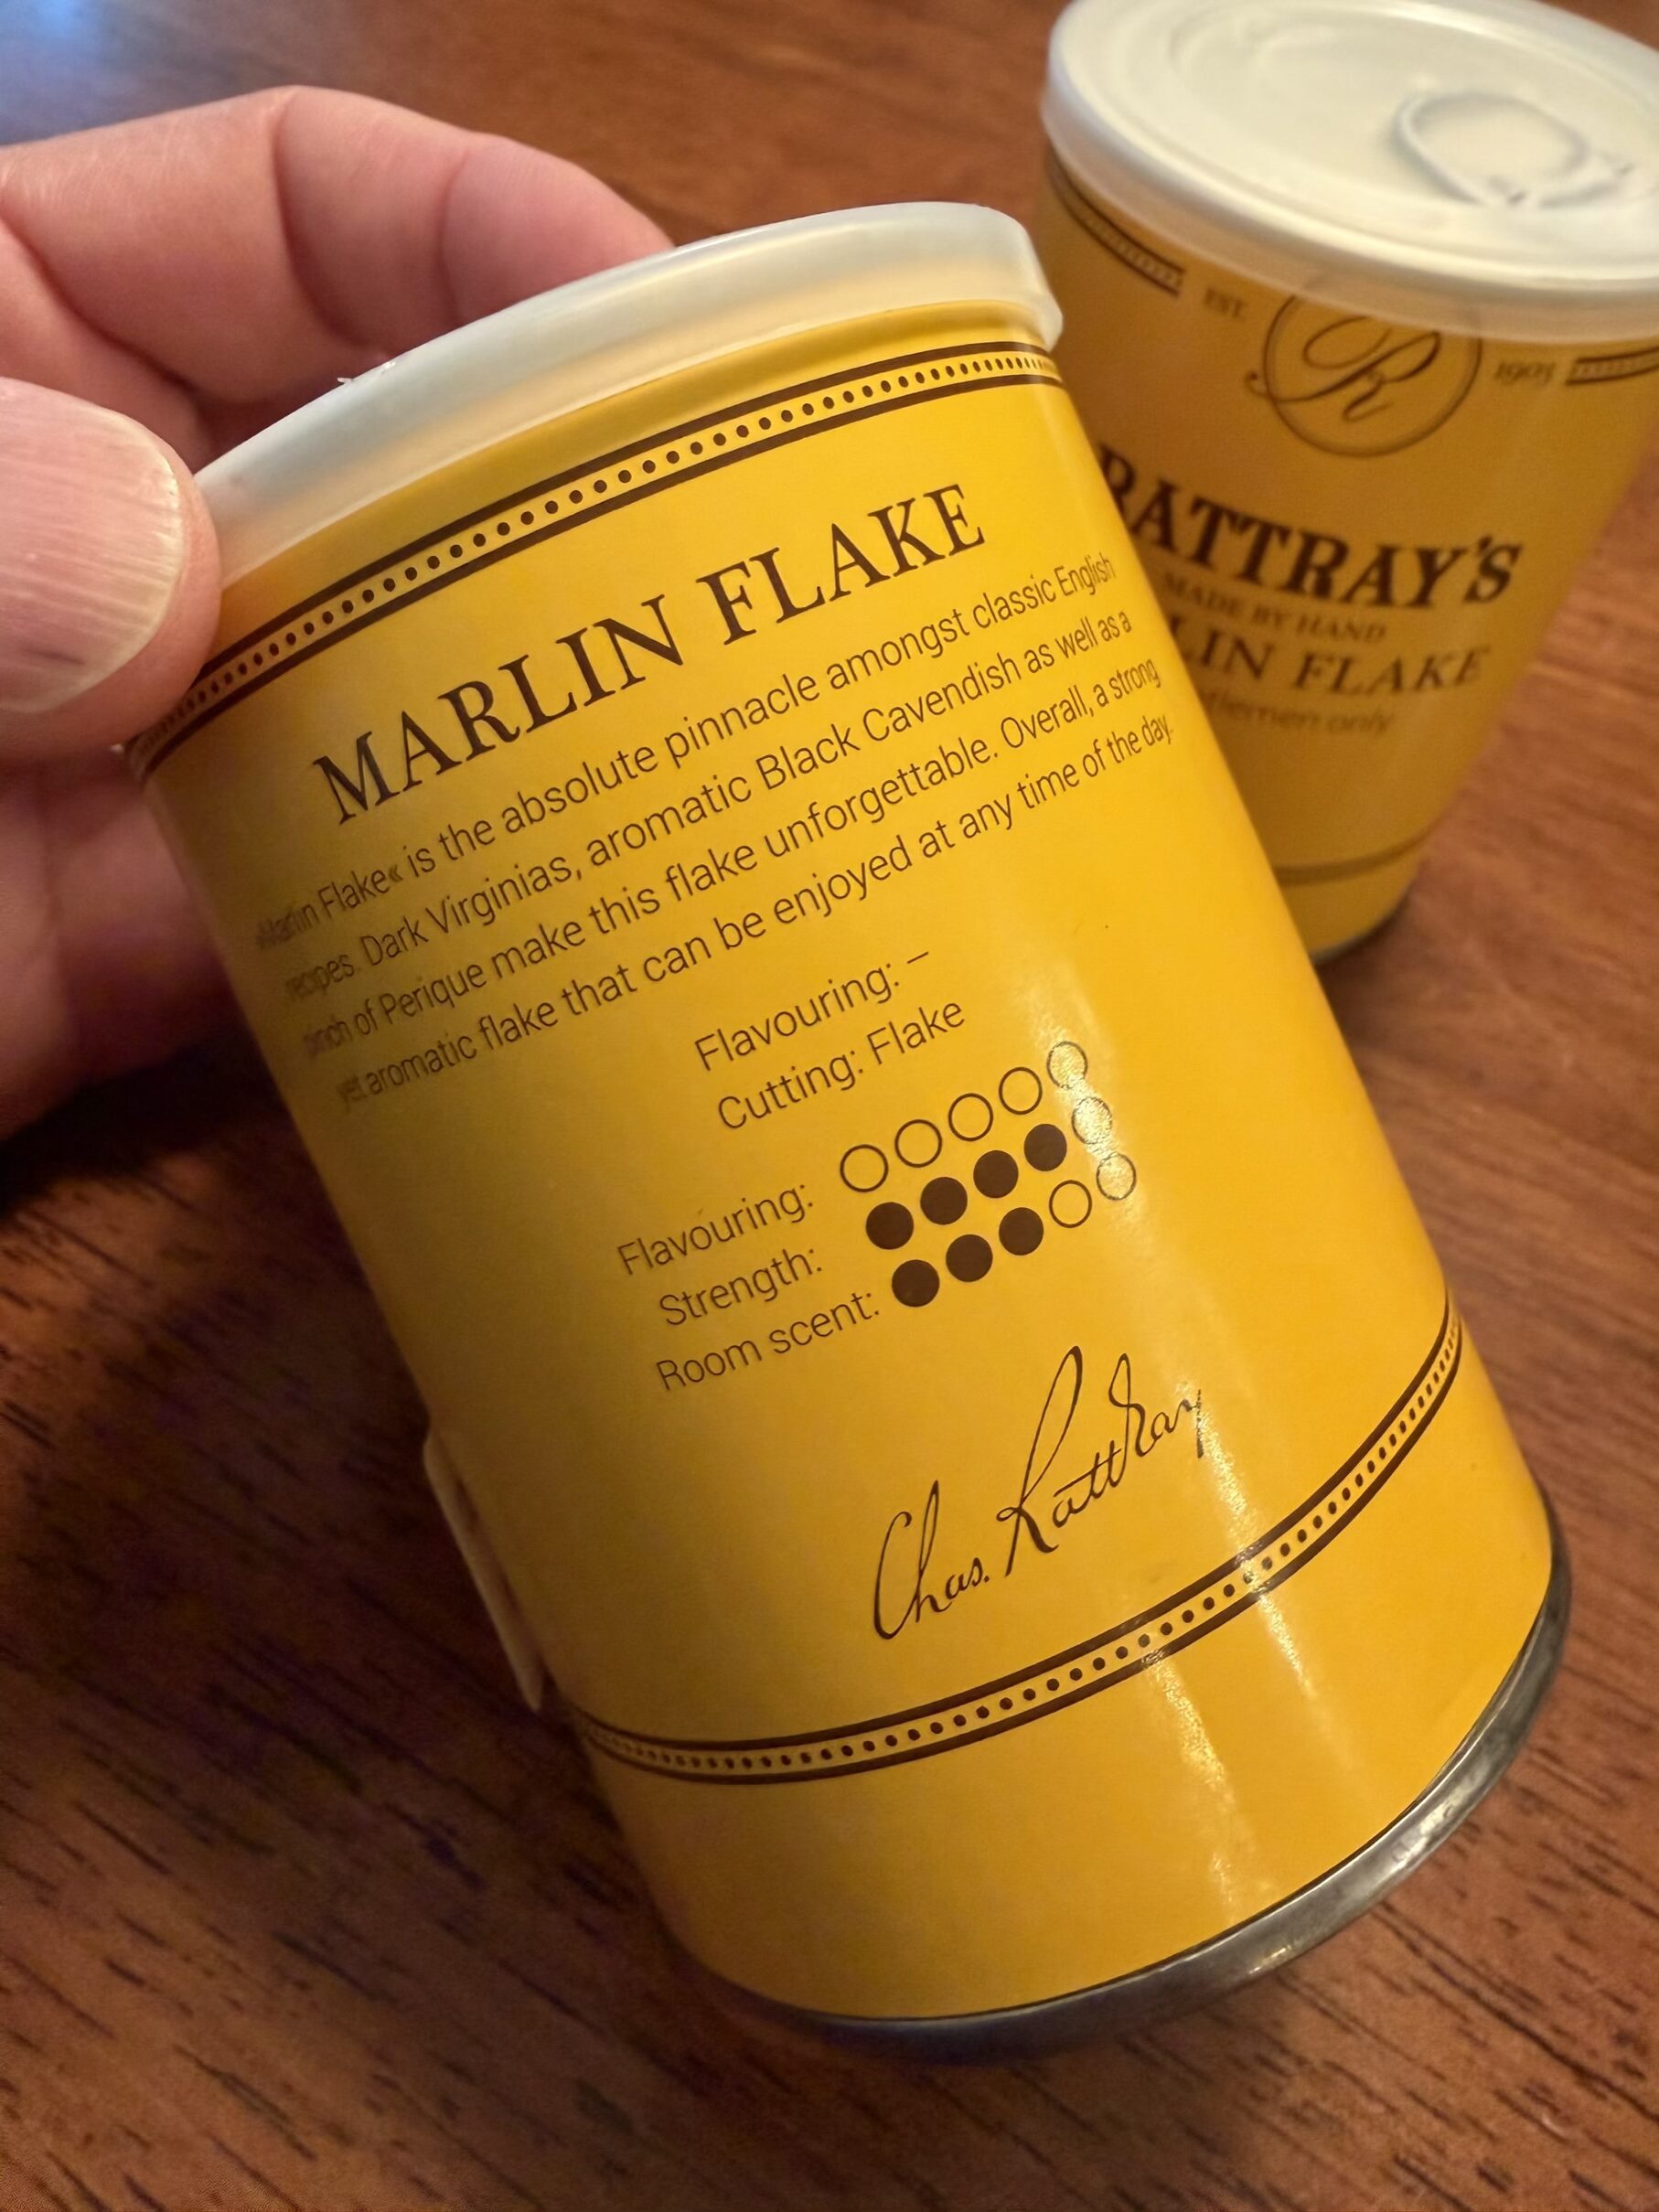 MARLIN FLAKE
»Marlin Flake« is the absolute pinnacle amongst classic English
recipes. Dark Virginias, aromatic Black Cavendish as well as a
pinch of Perique make this flake unforgettable. Overall, a strong
yet aromatic flake that can be enjoyed at any time of the day.
Flavouring: –
Cutting: Flake
Flavouring:
Strength:
Room scent:
Chas. Rattray
EST. R 1903
RATTRAY'S
MADE BY HAND
LIN FLAKE
only